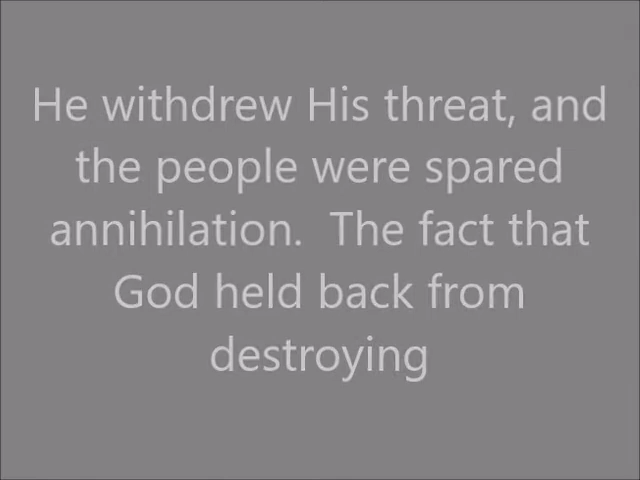 He withdrew His threat, and
the people were spared
annihilation.  The fact that
God held back from
destroying